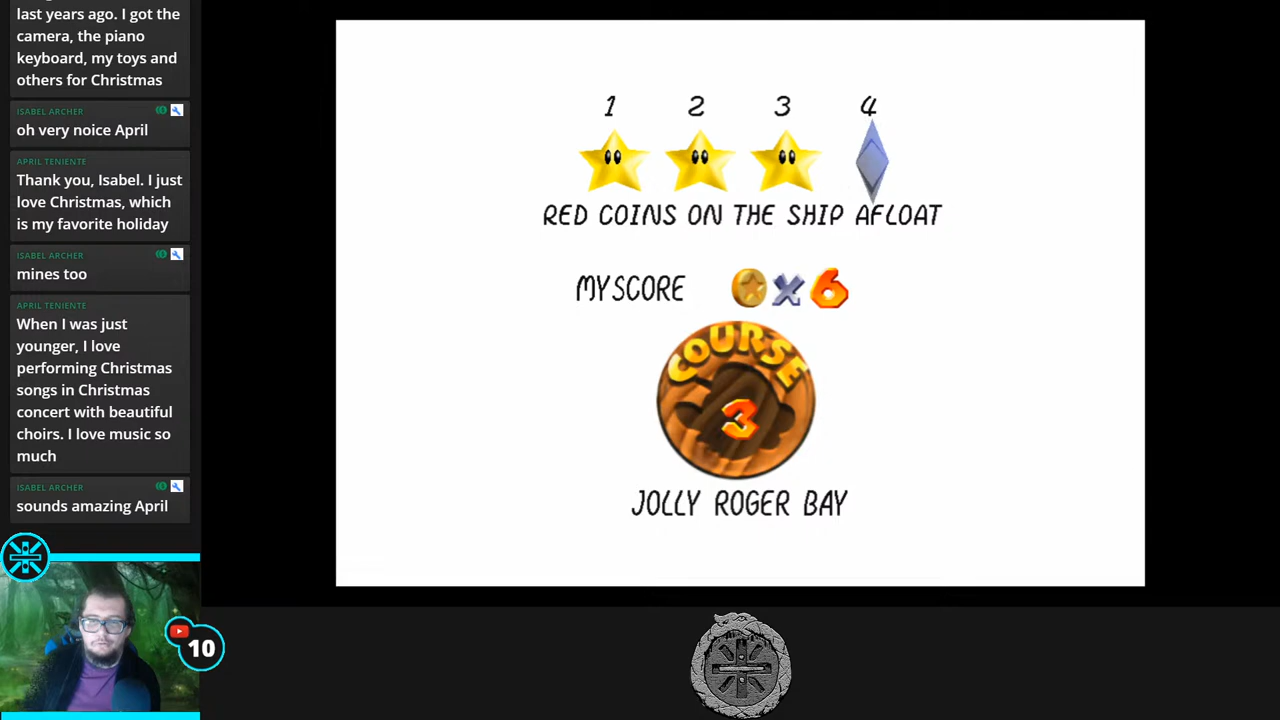 last years ago. I got the
camera, the piano
keyboard, my toys and
others for Christmas
ISABEL ARCHER
oh very noice April
APRIL TENIENTE
Thank you, Isabel. I just
love Christmas, which
is my favorite holiday
ISABEL ARCHER
mines too
APRIL TENIENTE
When I was just
younger, I love
performing Christmas
songs in Christmas
concert with beautiful
choirs. I love music so
much
ISABEL ARCHER
sounds amazing April
10
1 2 3 4
RED COINS ON THE SHIP AFLOAT
MY SCORE x 6
COURSE
3
JOLLY ROGER BAY